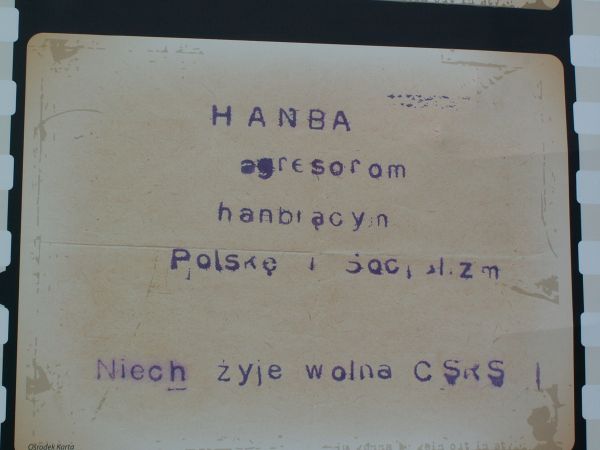 HANBA
agresorom
hanbiącym
Polskę i Socjalizm
Niech żyje wolna CSRS !
Ośrodek Karta